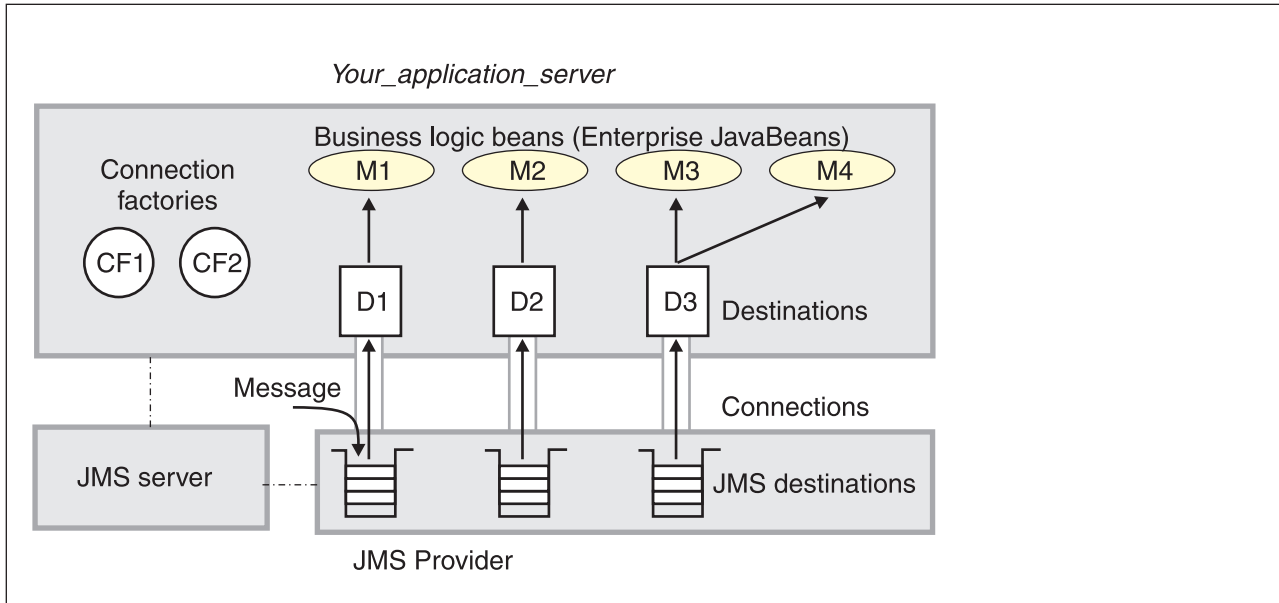 Your_application_server
Business logic beans (Enterprise JavaBeans)
Connection
factories
M1
M2
M3
M4
CF1
CF2
D1
D2
D3
Destinations
Message
Connections
JMS server
JMS destinations
JMS Provider